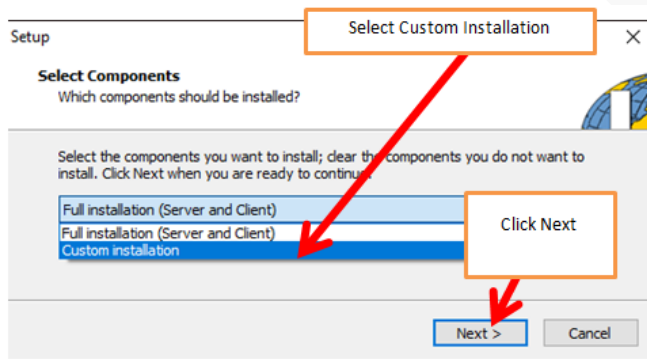 Select Custom Installation
Setup
Select Components
Which components should be installed?
Select the components you want to install; clear the components you do not want to
install. Click Next when you are ready to continue.
Full installation (Server and Client)
Full installation (Server and Client)
Custom installation
Click Next
Next >
Cancel